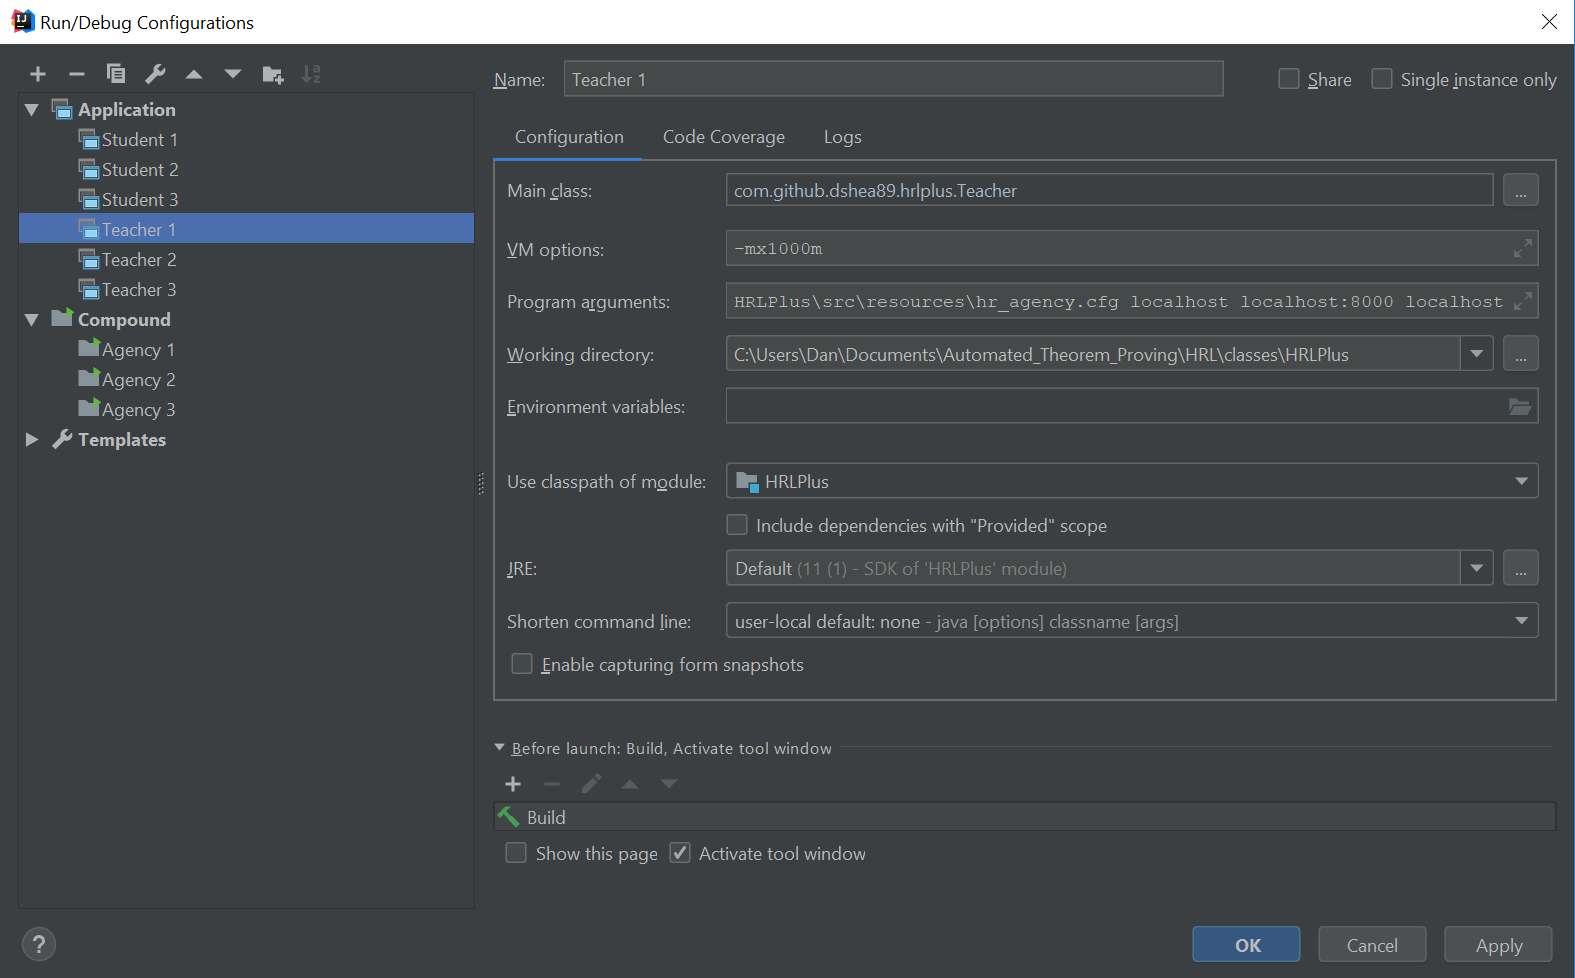 Run/Debug Configurations
Name: Teacher 1 Share Single instance only
Application
Student 1
Student 2
Student 3
Teacher 1
Teacher 2
Teacher 3
Compound
Agency 1
Agency 2
Agency 3
Templates
Configuration Code Coverage Logs
Main class: com.github.dshea89.hrlplus.Teacher ...
VM options: -mx1000m
Program arguments: HRLPlus\src\resources\hr_agency.cfg localhost localhost:8000 localhost
Working directory: C:\Users\Dan\Documents\Automated_Theorem_Proving\HRL\classes\HRLPlus ...
Environment variables:
Use classpath of module: HRLPlus
Include dependencies with "Provided" scope
JRE: Default (11 (1) - SDK of 'HRLPlus' module) ...
Shorten command line: user-local default: none - java [options] classname [args]
Enable capturing form snapshots
Before launch: Build, Activate tool window
Build
Show this page Activate tool window
? OK Cancel Apply